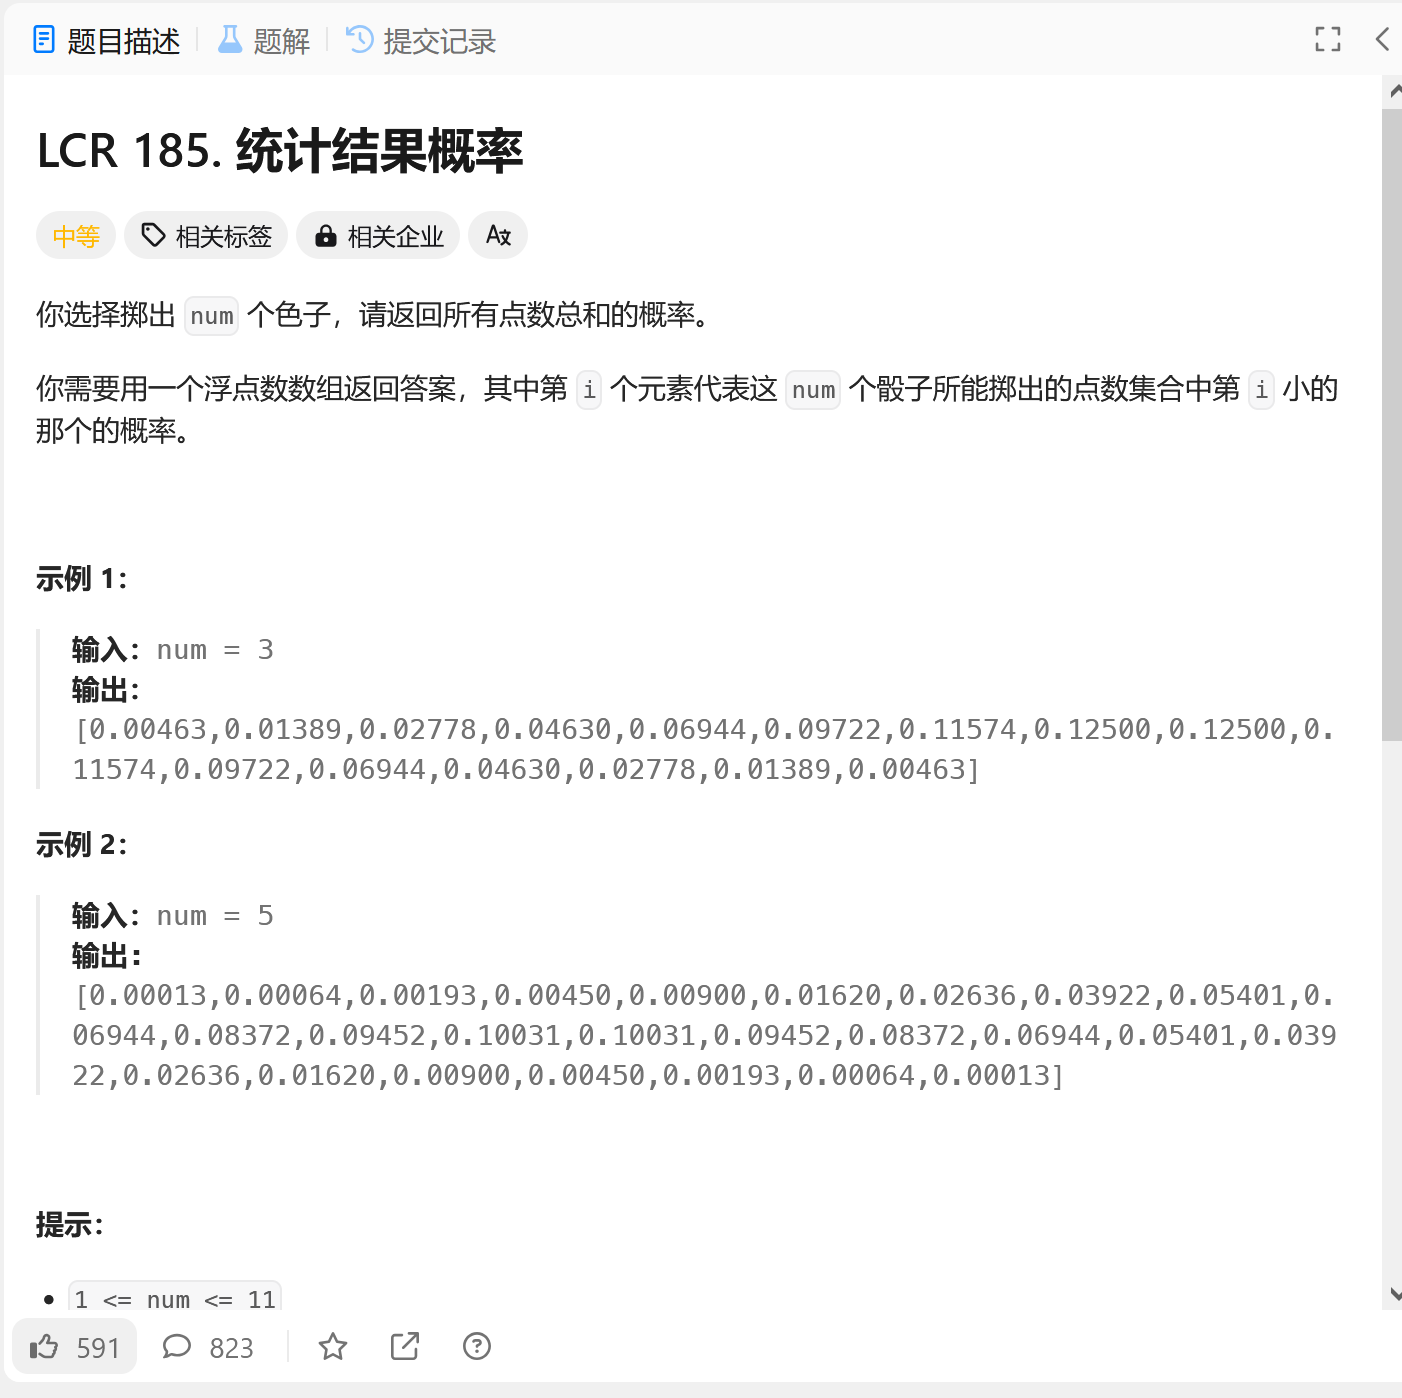 题目描述 题解 提交记录
LCR 185. 统计结果概率
中等 相关标签 相关企业 A文
你选择掷出 num 个色子，请返回所有点数总和的概率。
你需要用一个浮点数数组返回答案，其中第 i 个元素代表这 num 个骰子所能掷出的点数集合中第 i 小的
那个的概率。
示例 1：
输入：num = 3
输出：
[0.00463,0.01389,0.02778,0.04630,0.06944,0.09722,0.11574,0.12500,0.12500,0.
11574,0.09722,0.06944,0.04630,0.02778,0.01389,0.00463]
示例 2：
输入：num = 5
输出：
[0.00013,0.00064,0.00193,0.00450,0.00900,0.01620,0.02636,0.03922,0.05401,0.
06944,0.08372,0.09452,0.10031,0.10031,0.09452,0.08372,0.06944,0.05401,0.039
22,0.02636,0.01620,0.00900,0.00450,0.00193,0.00064,0.00013]
提示：
1 <= num <= 11
591 823